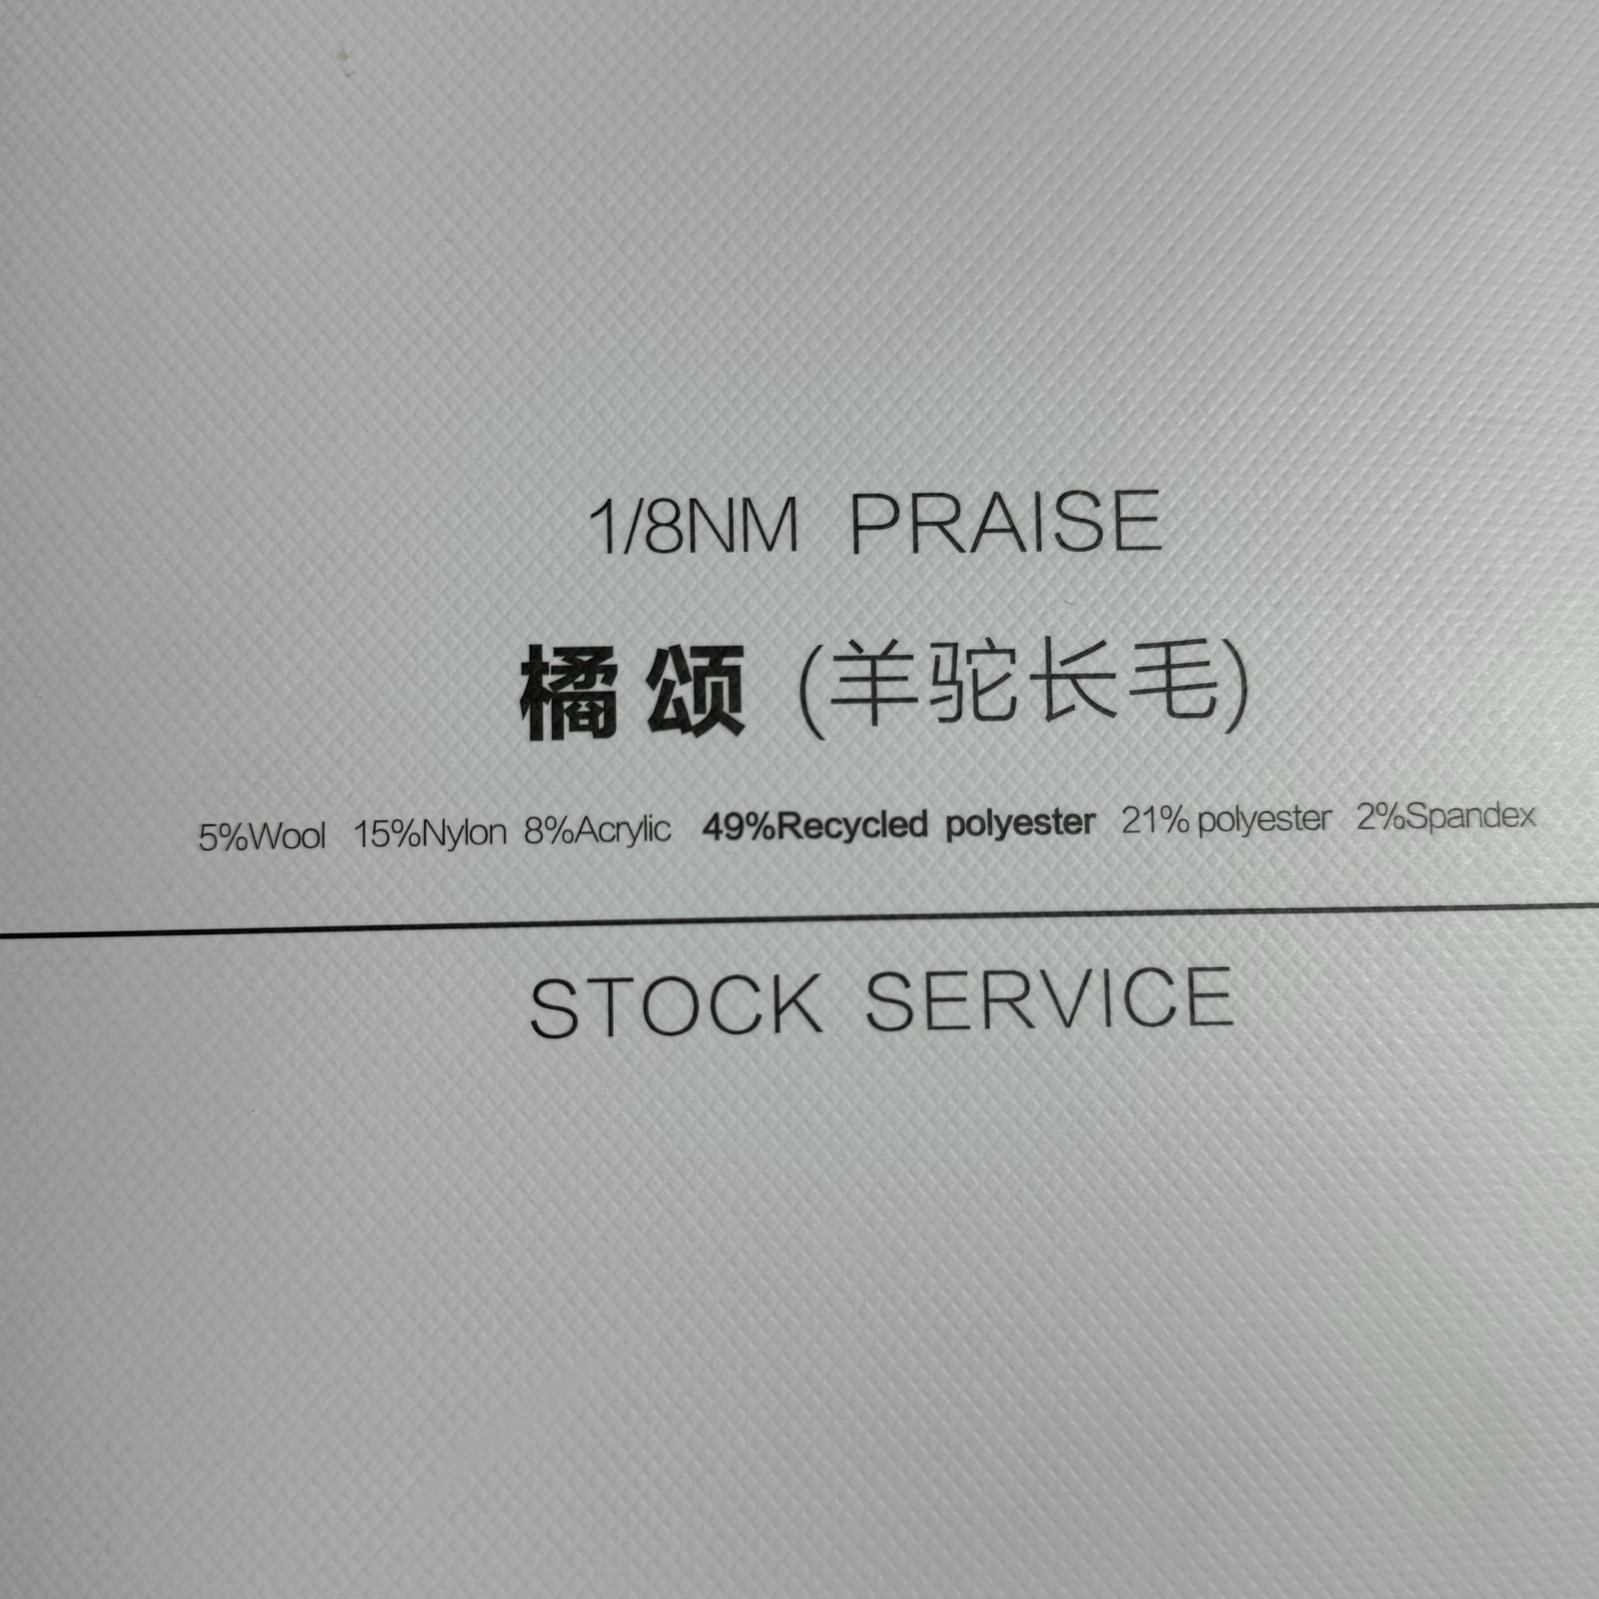 1/8NM PRAISE
橘颂 (羊驼长毛)
5%Wool 15%Nylon 8%Acrylic 49%Recycled polyester 21% polyester 2%Spandex
STOCK SERVICE